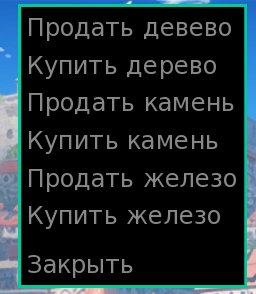 Продать девево
Купить дерево
Продать камень
Купить камень
Продать железо
Купить железо
Закрыть